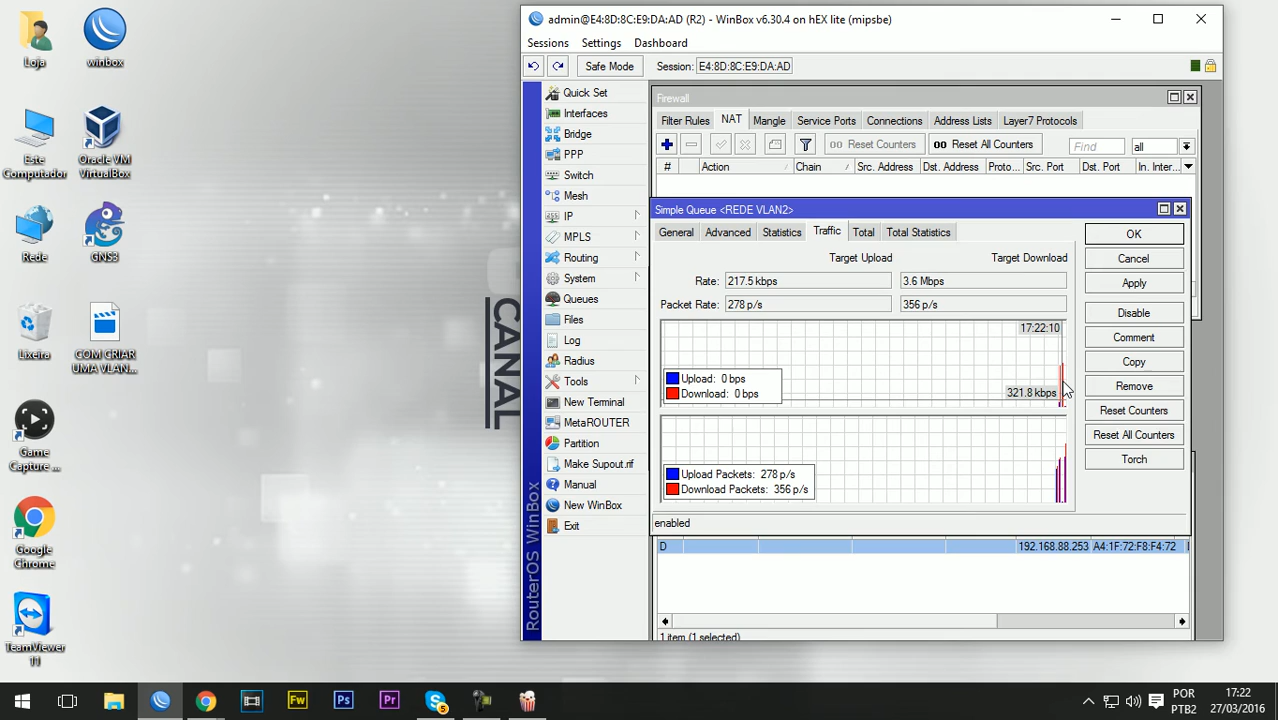 Loja
winbox
Este
Computador
Oracle VM
VirtualBox
Rede
GNS3
Lixeira
COM CRIAR
UMA VLAN...
Game
Capture ...
Google
Chrome
TeamViewer
11
CANAL
admin@E4:8D:8C:E9:DA:AD (R2) - WinBox v6.30.4 on hEX lite (mipsbe)
Sessions Settings Dashboard
Safe Mode Session: E4:8D:8C:E9:DA:AD
RouterOS WinBox
Quick Set
Interfaces
Bridge
PPP
Switch
Mesh
IP
MPLS
Routing
System
Queues
Files
Log
Radius
Tools
New Terminal
MetaROUTER
Partition
Make Supout.rif
Manual
New WinBox
Exit
Firewall
Filter Rules NAT Mangle Service Ports Connections Address Lists Layer7 Protocols
00 Reset Counters 00 Reset All Counters Find all
# Action Chain Src. Address Dst. Address Proto... Src. Port Dst. Port In. Inter...
Simple Queue <REDE VLAN2>
General Advanced Statistics Traffic Total Total Statistics
Target Upload Target Download
Rate: 217.5 kbps 3.6 Mbps
Packet Rate: 278 p/s 356 p/s
17:22:10
Upload: 0 bps
Download: 0 bps
321.8 kbps
Upload Packets: 278 p/s
Download Packets: 356 p/s
enabled
OK
Cancel
Apply
Disable
Comment
Copy
Remove
Reset Counters
Reset All Counters
Torch
D 192.168.88.253 A4:1F:72:F8:F4:72
1 item (1 selected)
Fw Ps Pr 5
POR
PTB2
17:22
27/03/2016